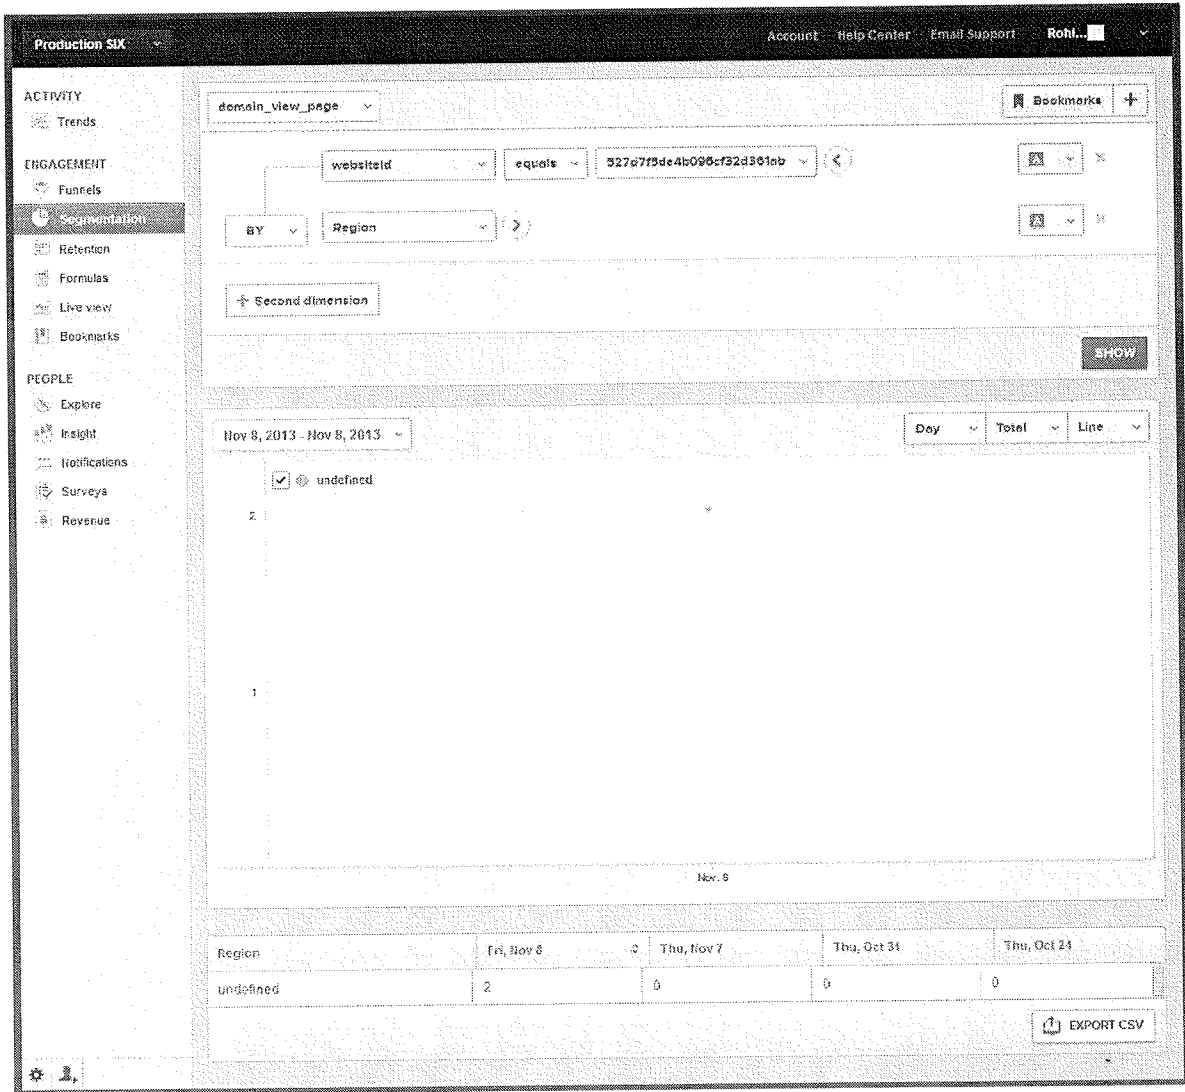 Production SIX Account Help Center Email Support Rohi...
ACTIVITY
Trends
ENGAGEMENT
Funnels
Segmentation
Retention
Formulas
Live view
Bookmarks
PEOPLE
Explore
Insight
Notifications
Surveys
Revenue
domain_view_page Bookmarks +
websiteId equals
BY Region
+ Second dimension
SHOW
Nov 8, 2013 - Nov 8, 2013 Day Total Line
undefined
2
1
Nov. 8
Region Fri, Nov 8 Thu, Nov 7 Thu, Oct 31 Thu, Oct 24
undefined 2 0 0 0
EXPORT CSV